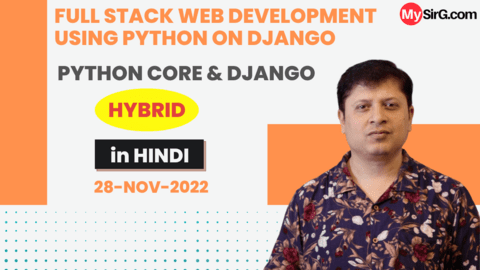 FULL STACK WEB DEVELOPMENT
USING PYTHON ON DJANGO
MySirG.com
PYTHON CORE & DJANGO
HYBRID
in HINDI
28-NOV-2022